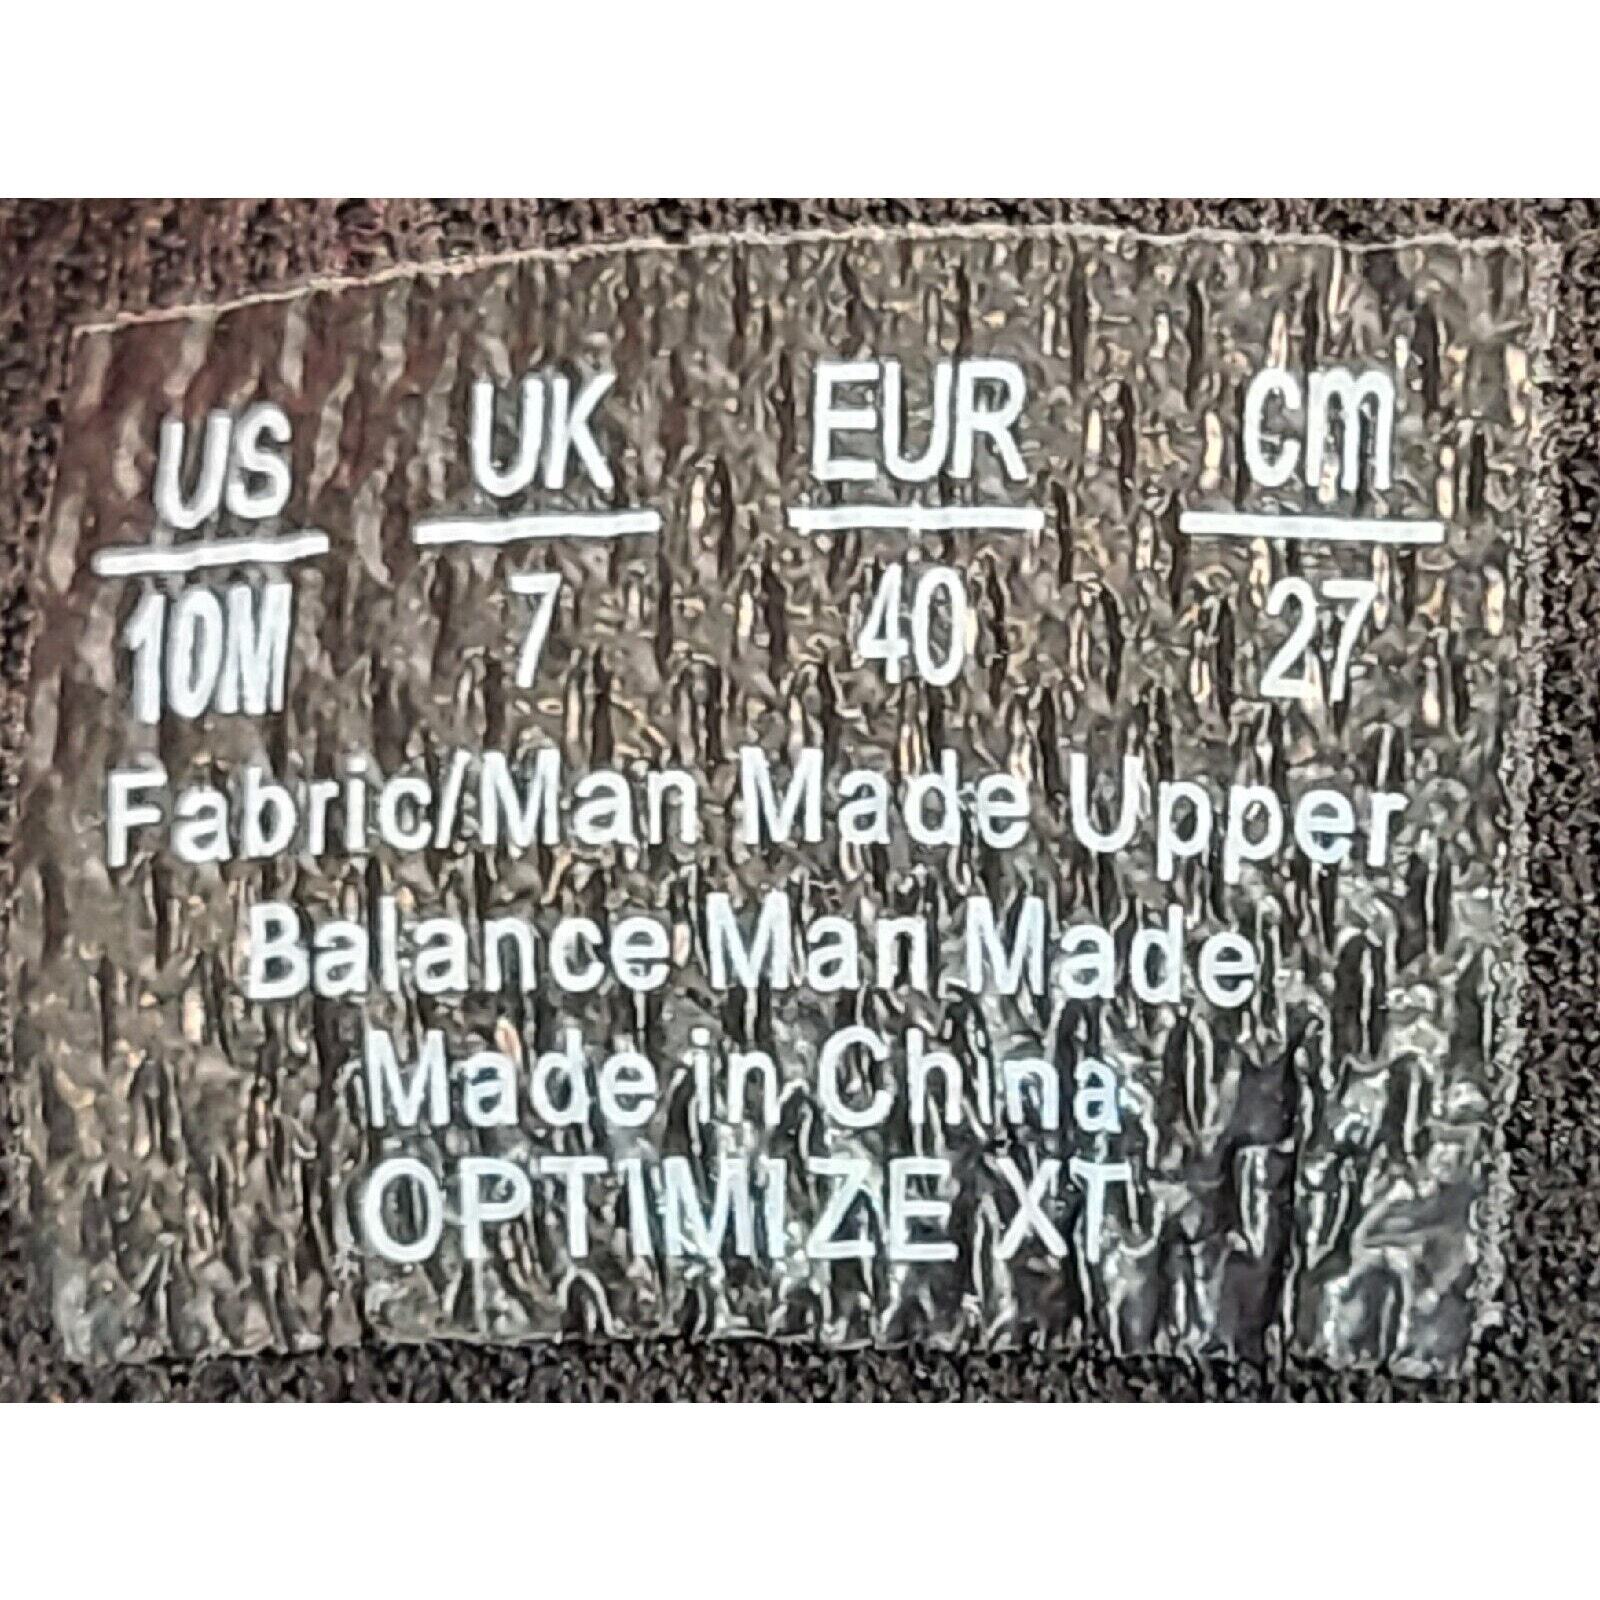 US UK EUR cm
10M 7 40 27
Fabric/Man Made Upper
Balance Man Made
Made in China
OPTIMIZE XT